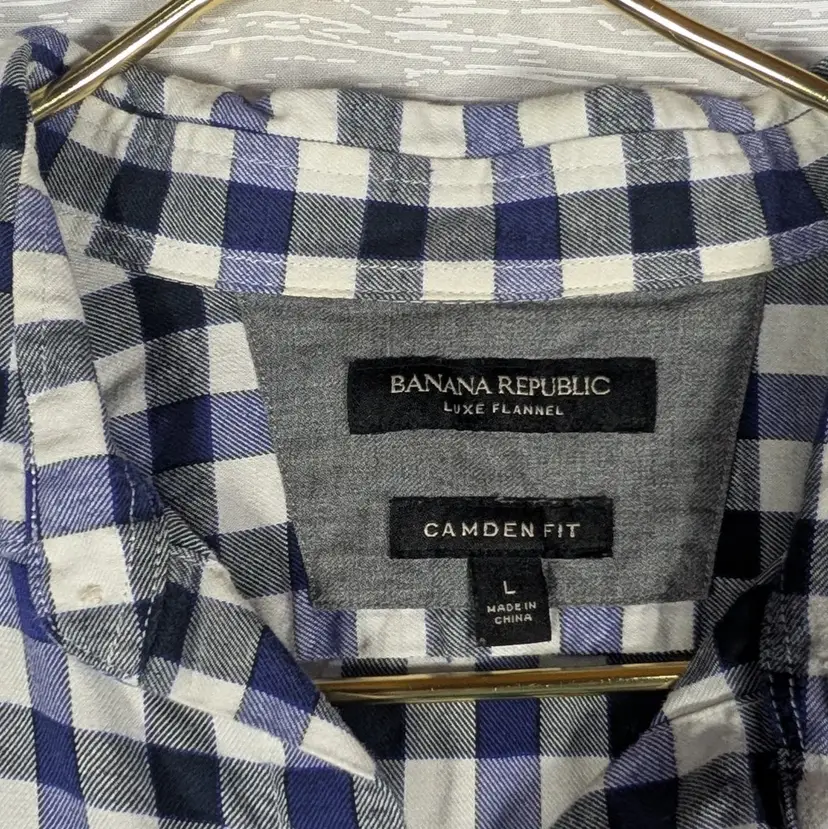 BANANA REPUBLIC
LUXE FLANNEL
CAMDEN FIT
L
MADE IN
CHINA